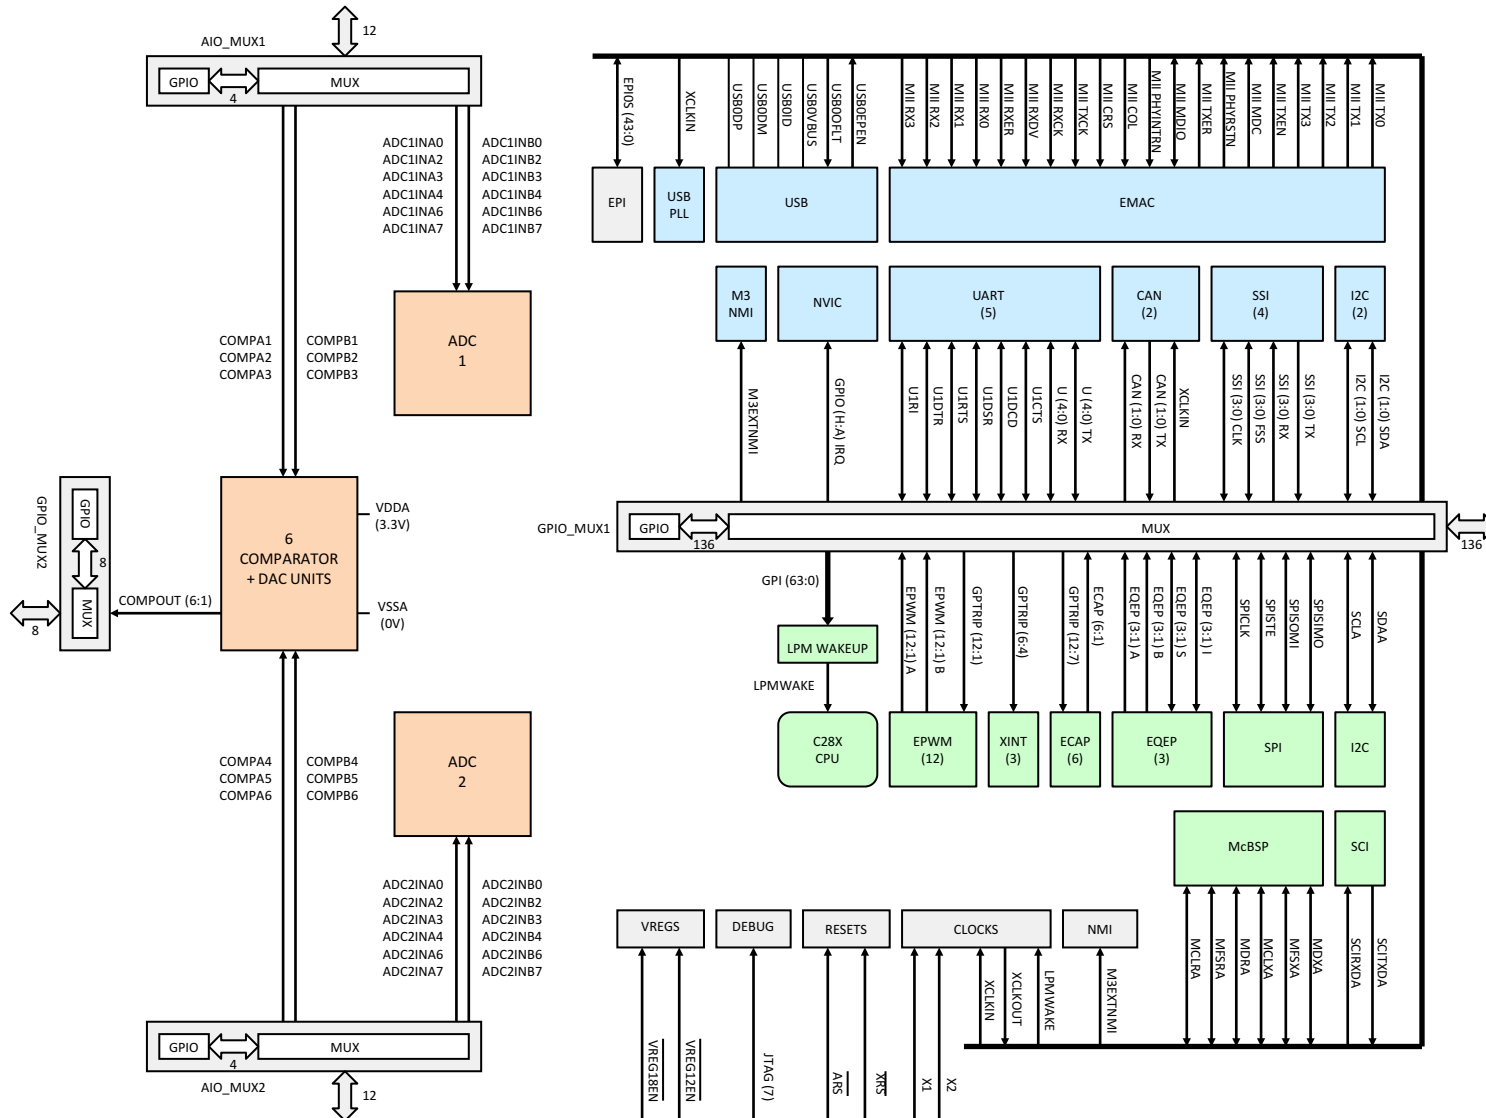 12
AIO_MUX1
GPIO
4
MUX
ADC1INA0
ADC1INA2
ADC1INA3
ADC1INA4
ADC1INA6
ADC1INA7
ADC1INB0
ADC1INB2
ADC1INB3
ADC1INB4
ADC1INB6
ADC1INB7
COMPA1
COMPA2
COMPA3
COMPB1
COMPB2
COMPB3
ADC
1
GPIO_MUX2
GPIO
8
MUX
8
COMPOUT (6:1)
6
COMPARATOR
+ DAC UNITS
VDDA
(3.3V)
VSSA
(0V)
COMPA4
COMPA5
COMPA6
COMPB4
COMPB5
COMPB6
ADC
2
ADC2INA0
ADC2INA2
ADC2INA3
ADC2INA4
ADC2INA6
ADC2INA7
ADC2INB0
ADC2INB2
ADC2INB3
ADC2INB4
ADC2INB6
ADC2INB7
GPIO
4
MUX
AIO_MUX2
12
EPI0S (43:0)
XCLKIN
USB0DP
USB0DM
USB0ID
USB0VBUS
USB0OFLT
USB0EPEN
MII RX3
MII RX2
MII RX1
MII RX0
MII RXER
MII RXDV
MII RXCK
MII TXCK
MII CRS
MII COL
MII PHYINTRN
MII MDIO
MII TXER
MII PHYRSTN
MII MDC
MII TXEN
MII TX3
MII TX2
MII TX1
MII TX0
EPI
USB
PLL
USB
EMAC
M3
NMI
NVIC
UART
(5)
CAN
(2)
SSI
(4)
I2C
(2)
M3EXTNMI
GPIO (H:A) IRQ
U1RI
U1DTR
U1RTS
U1DSR
U1DCD
U1CTS
U (4:0) RX
U (4:0) TX
CAN (1:0) RX
CAN (1:0) TX
XCLKIN
SSI (3:0) CLK
SSI (3:0) FSS
SSI (3:0) RX
SSI (3:0) TX
I2C (1:0) SCL
I2C (1:0) SDA
GPIO_MUX1
GPIO
136
MUX
136
GPI (63:0)
LPM WAKEUP
LPMWAKE
C28X
CPU
EPWM (12:1) A
EPWM (12:1) B
GPTRIP (12:1)
GPTRIP (6:4)
GPTRIP (12:7)
ECAP (6:1)
EQEP (3:1) A
EQEP (3:1) B
EQEP (3:1) S
EQEP (3:1) I
SPICLK
SPISTE
SPISOMI
SPISIMO
SCLA
SDAA
EPWM
(12)
XINT
(3)
ECAP
(6)
EQEP
(3)
SPI
I2C
McBSP
SCI
MCLRA
MFSRA
MDRA
MCLXA
MFSXA
MDXA
SCIRXDA
SCITXDA
VREGS
DEBUG
RESETS
CLOCKS
NMI
VREG18EN
VREG12EN
JTAG (7)
ARS
XRS
X1
X2
XCLKIN
XCLKOUT
LPMWAKE
M3EXTNMI